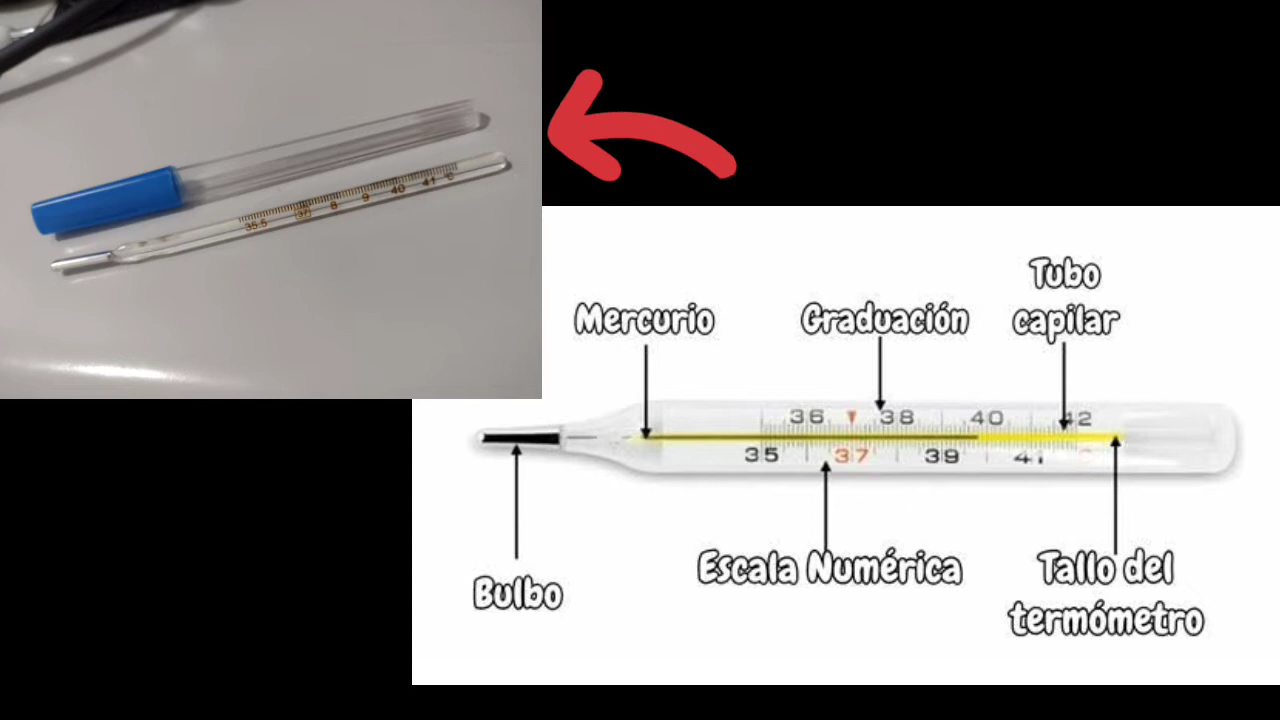 35.5 37 8 9 40 41 °C
Mercurio
Graduación
Tubo
capilar
36 38 40 42
35 37 39 41
Bulbo
Escala Numérica
Tallo del
termómetro